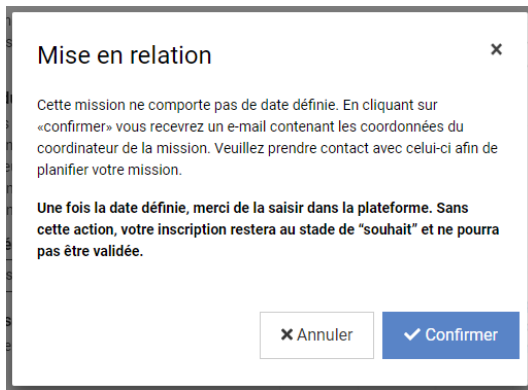 Mise en relation
Cette mission ne comporte pas de date définie. En cliquant sur
«confirmer» vous recevrez un e-mail contenant les coordonnées du
coordinateur de la mission. Veuillez prendre contact avec celui-ci afin de
planifier votre mission.
Une fois la date définie, merci de la saisir dans la plateforme. Sans
cette action, votre inscription restera au stade de “souhait” et ne pourra
pas être validée.
Annuler
Confirmer